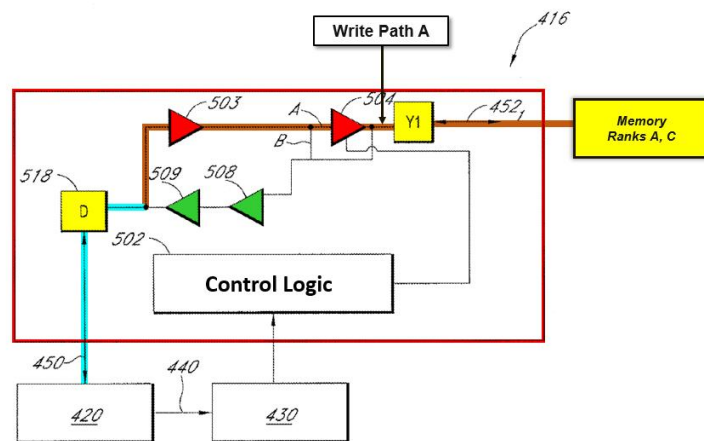 Write Path A
416
503
A
504
Y1
452
1
Memory
Ranks A, C
B
518
509
508
D
502
Control Logic
450
440
420
430